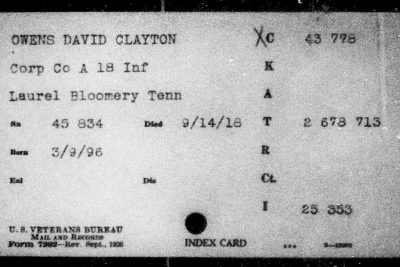 OWENS DAVID CLAYTON XC 43 778
Corp Co A 18 Inf K
Laurel Bloomery Tenn A
Sn 45 834 Died 9/14/18 T 2 678 713
Born 3/9/96 R
Enl Dis Ct.
I 25 353
U. S. VETERANS BUREAU
MAIL AND RECORDS
Form 7202—Rev. Sept., 1926 INDEX CARD